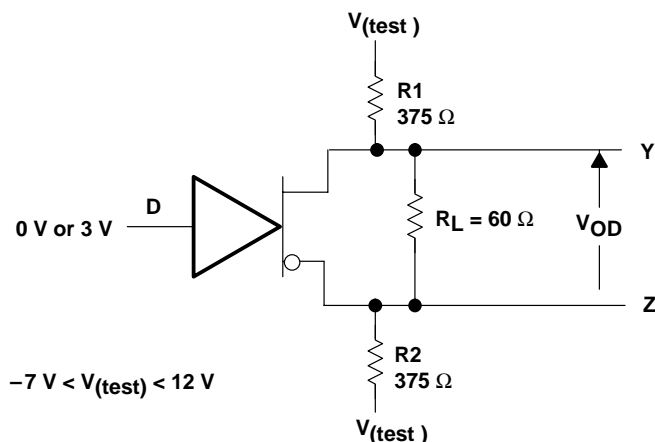 V(test)
R1
375 Ω
Y
D
0 V or 3 V
RL = 60 Ω
VOD
Z
R2
375 Ω
−7 V < V(test) < 12 V
V(test)